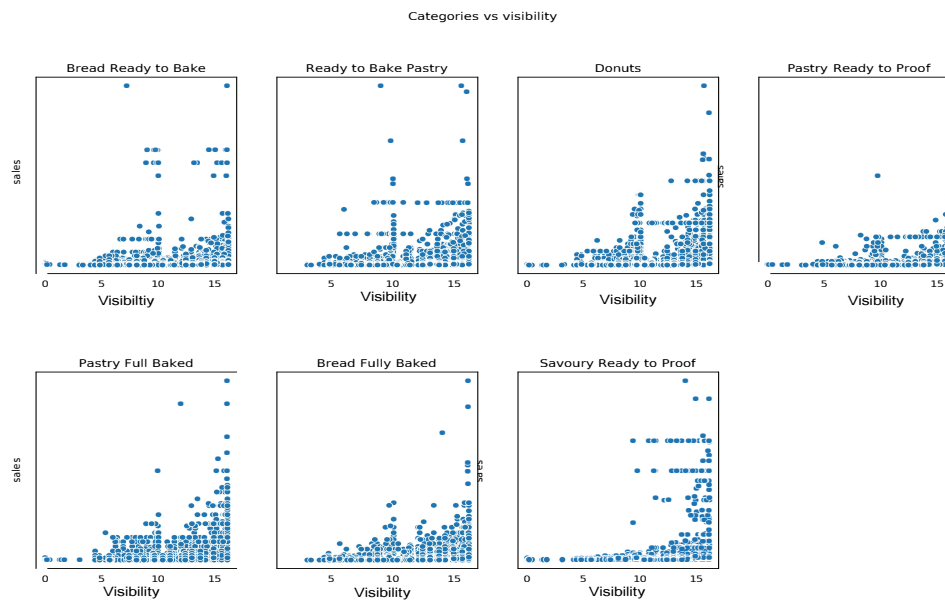 Categories vs visibility
Bread Ready to Bake
Ready to Bake Pastry
Donuts
Pastry Ready to Proof
sales
sales
0 5 10 15
5 10 15
0 5 10 15
0 5 10 15
Visibiltiy
Visibility
Visibility
Visibility
Pastry Full Baked
Bread Fully Baked
Savoury Ready to Proof
sales
sales
0 5 10 15
5 10 15
0 5 10 15
Visibility
Visibility
Visibility